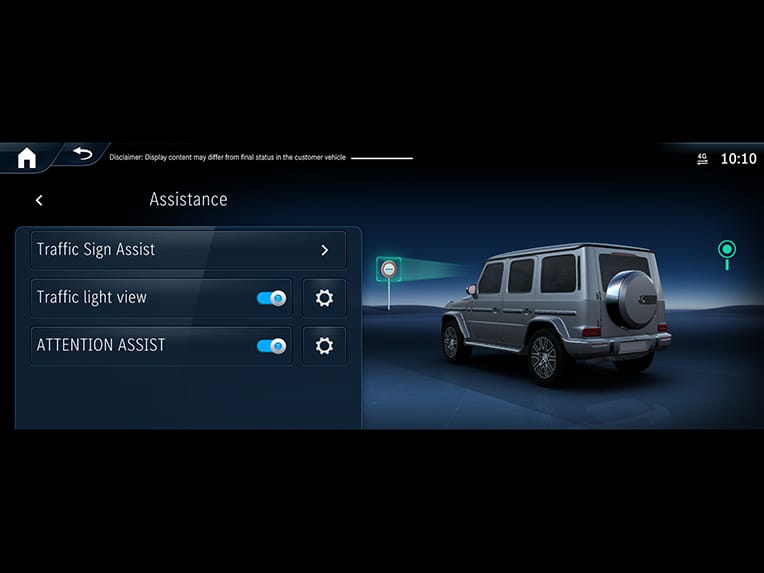 Disclaimer: Display content may differ from final status in the customer vehicle
4G
10:10
Assistance
Traffic Sign Assist
Traffic light view
ATTENTION ASSIST